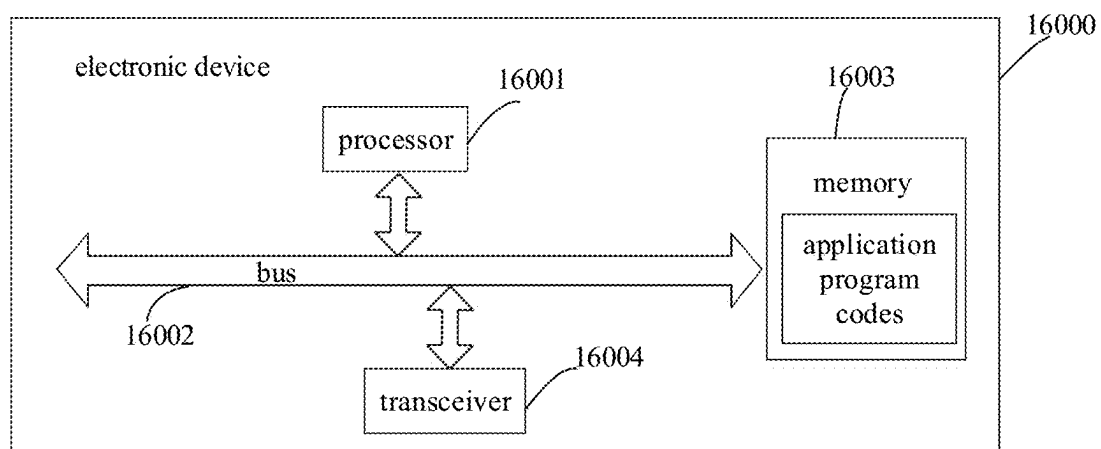 16000
electronic device
16001
16003
processor
memory
application
program
codes
bus
16002
16004
transceiver